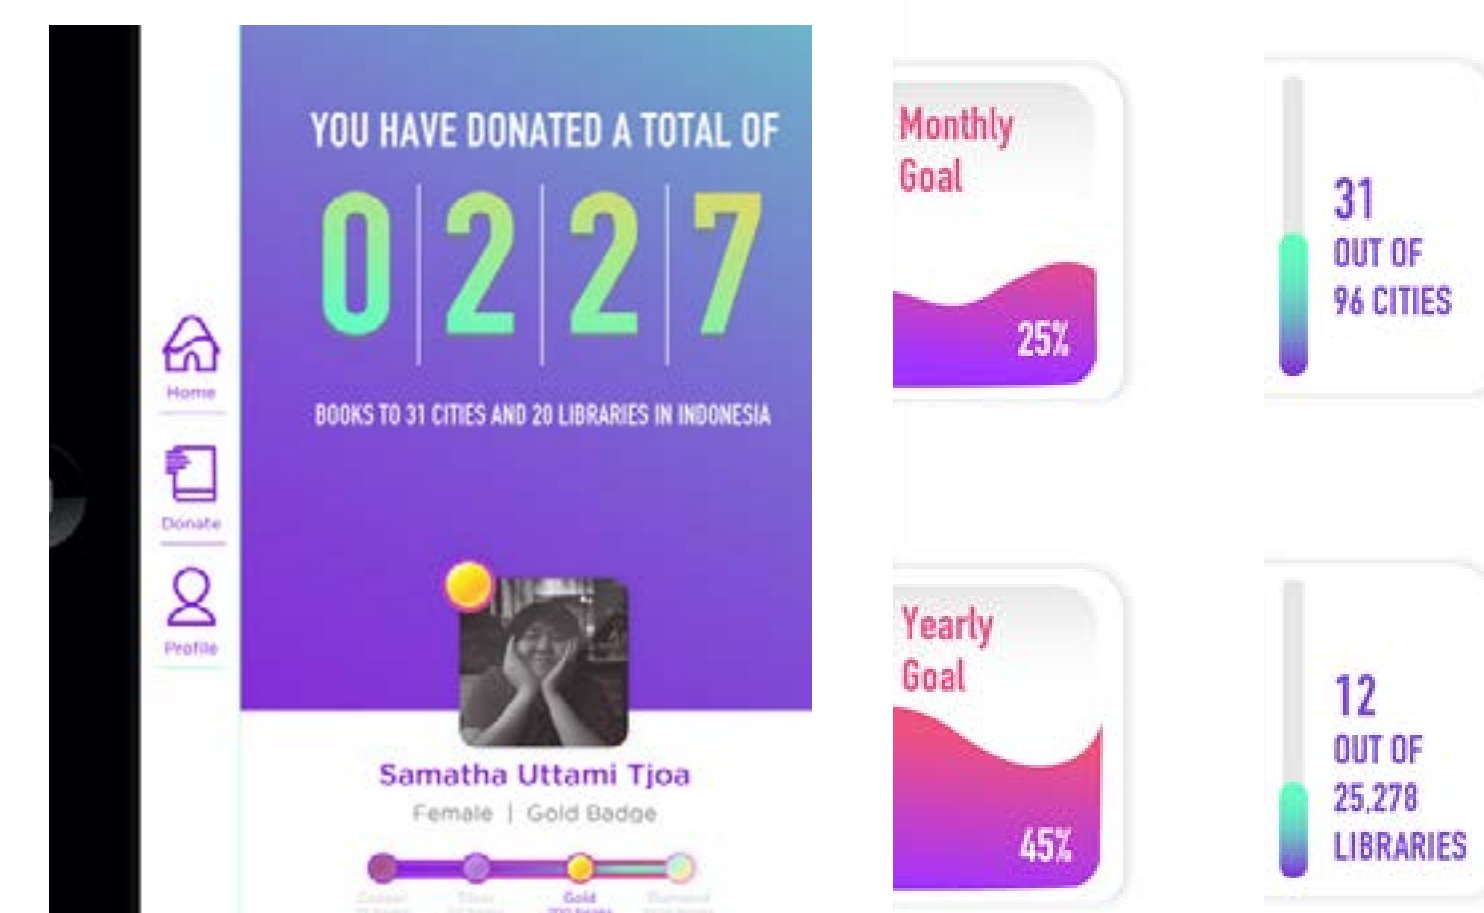 YOU HAVE DONATED A TOTAL OF
0227
BOOKS TO 31 CITIES AND 20 LIBRARIES IN INDONESIA
Home
Donate
Profile
Samatha Uttami Tjoa
Female | Gold Badge
Gold
Monthly
Goal
25%
31
OUT OF
96 CITIES
Yearly
Goal
45%
12
OUT OF
25,278
LIBRARIES